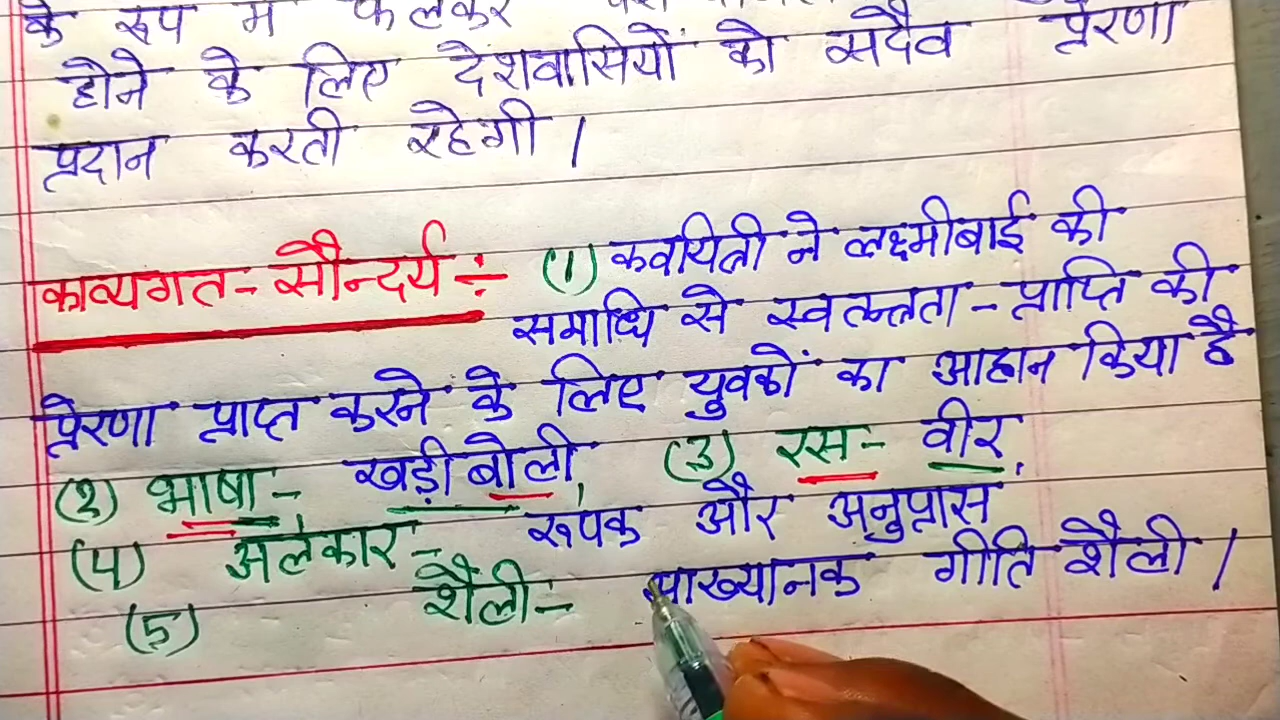 के रूप में
होने के लिए देशवासियों को सदैव प्रेरणा
प्रदान करती रहेगी।
काव्यगत-सौन्दर्य :- (1) कवयित्री ने लक्ष्मीबाई की
समाधि से स्वतन्त्रता-प्राप्ति की
प्रेरणा प्राप्त करने के लिए युवकों का आह्वान किया है
(2) भाषा- खड़ीबोली, (3) रस- वीर,
(4) अलंकार- रूपक और अनुप्रास
(5) शैली- आख्यानक गीति शैली।